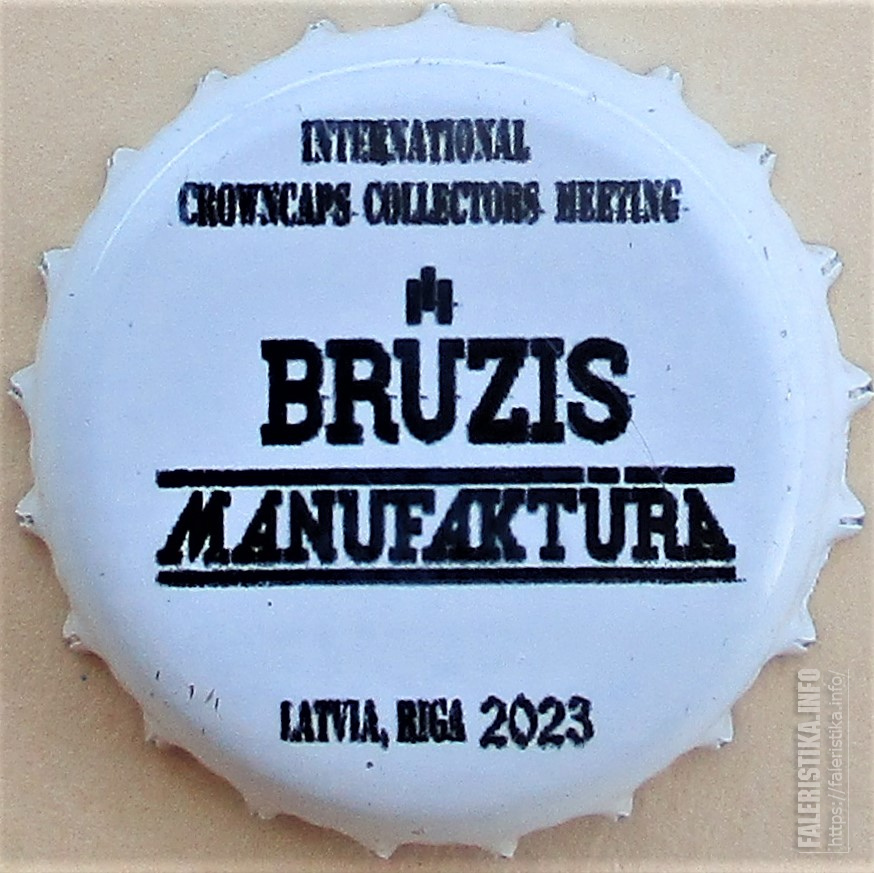 INTERNATIONAL
CROWNCAPS COLLECTORS MEETING
BRŪZIS
MANUFAKTŪRA
LATVIA, RIGA 2023
FALERISTIKA.INFO
https://faleristika.info/